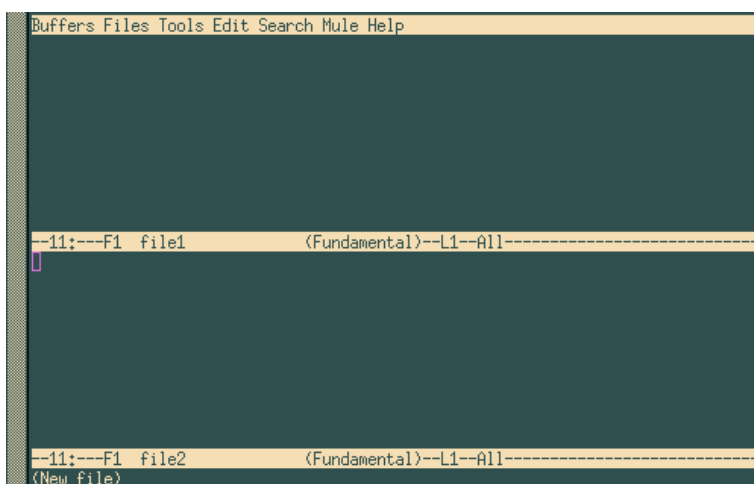 Buffers Files Tools Edit Search Mule Help
--11:---F1  file1             (Fundamental)--L1--All----------------------------
--11:---F1  file2             (Fundamental)--L1--All----------------------------
(New file)